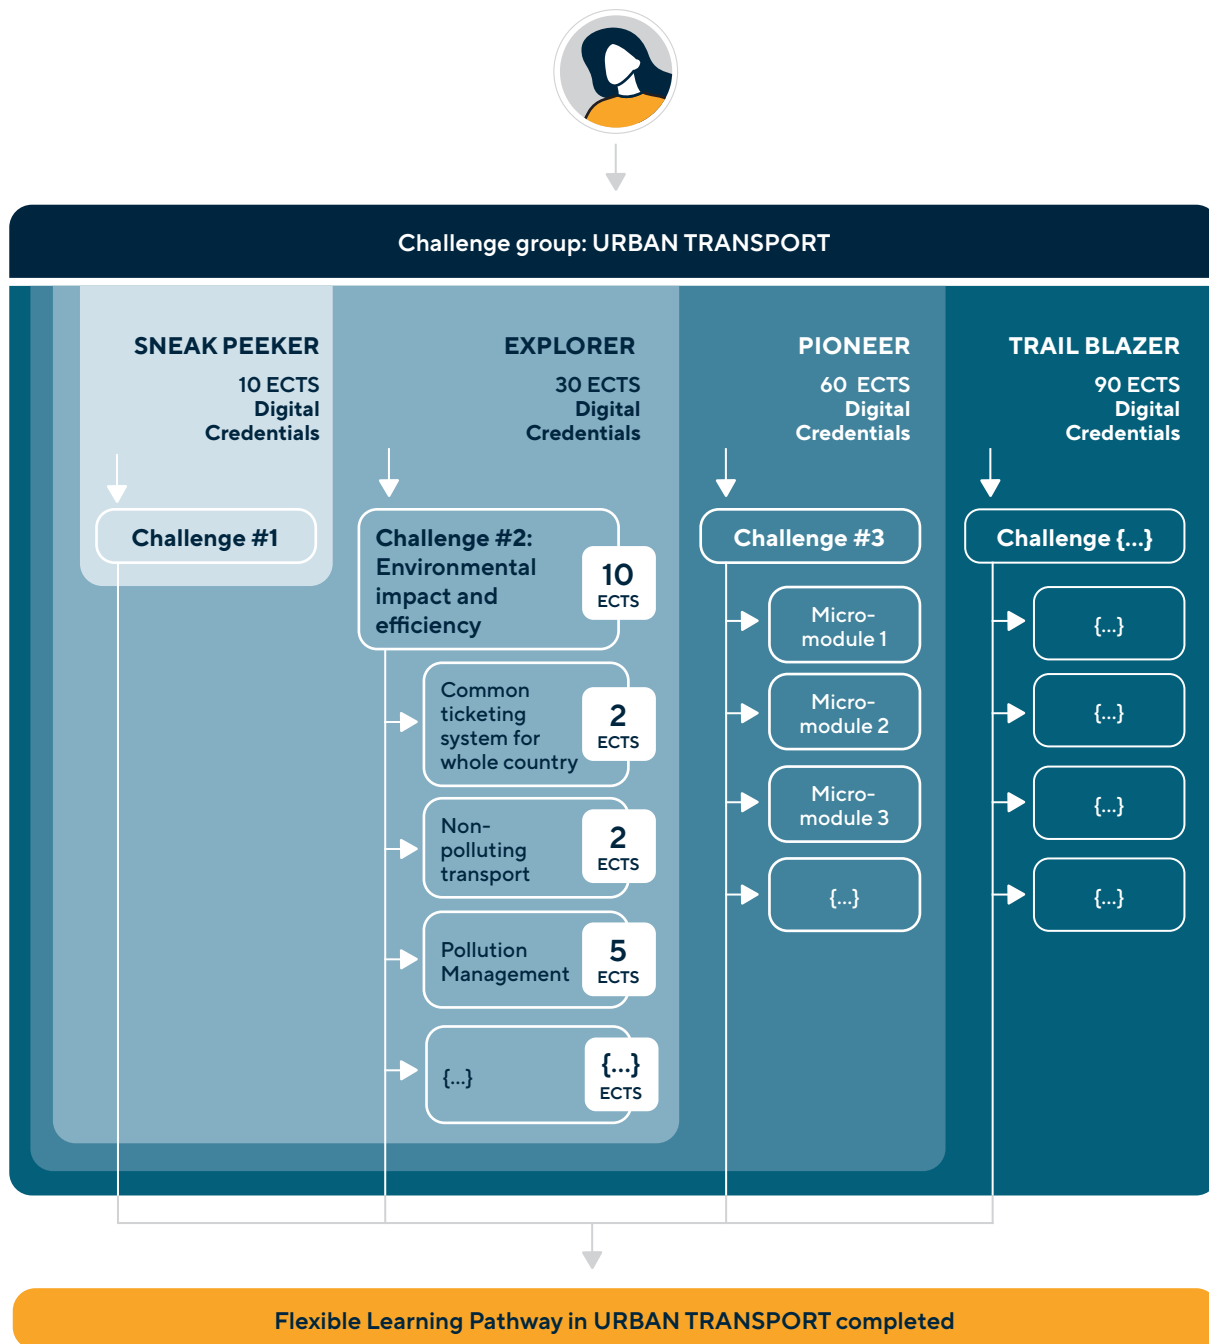 Challenge group: URBAN TRANSPORT
SNEAK PEEKER
10 ECTS
Digital
Credentials
Challenge #1
EXPLORER
30 ECTS
Digital
Credentials
Challenge #2:
Environmental
impact and
efficiency
10
ECTS
Common
ticketing
system for
whole country
2
ECTS
Non-
polluting
transport
2
ECTS
Pollution
Management
5
ECTS
{...}
{...}
ECTS
PIONEER
60 ECTS
Digital
Credentials
Challenge #3
Micro-
module 1
Micro-
module 2
Micro-
module 3
{...}
TRAIL BLAZER
90 ECTS
Digital
Credentials
Challenge {...}
{...}
{...}
{...}
{...}
Flexible Learning Pathway in URBAN TRANSPORT completed